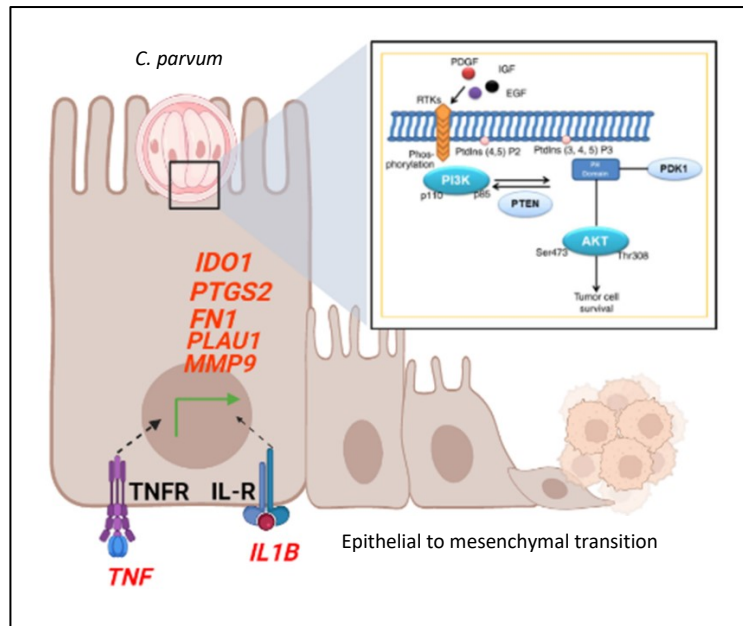 C. parvum
PDGF
IGF
EGF
RTKs
Phos-
phorylation
PtdIns (4,5) P2
PtdIns (3, 4, 5) P3
PI3K
p110
p85
PTEN
PH
Domain
PDK1
AKT
Ser473
Thr308
Tumor cell
survival
IDO1
PTGS2
FN1
PLAU1
MMP9
TNFR
IL-R
TNF
IL1B
Epithelial to mesenchymal transition